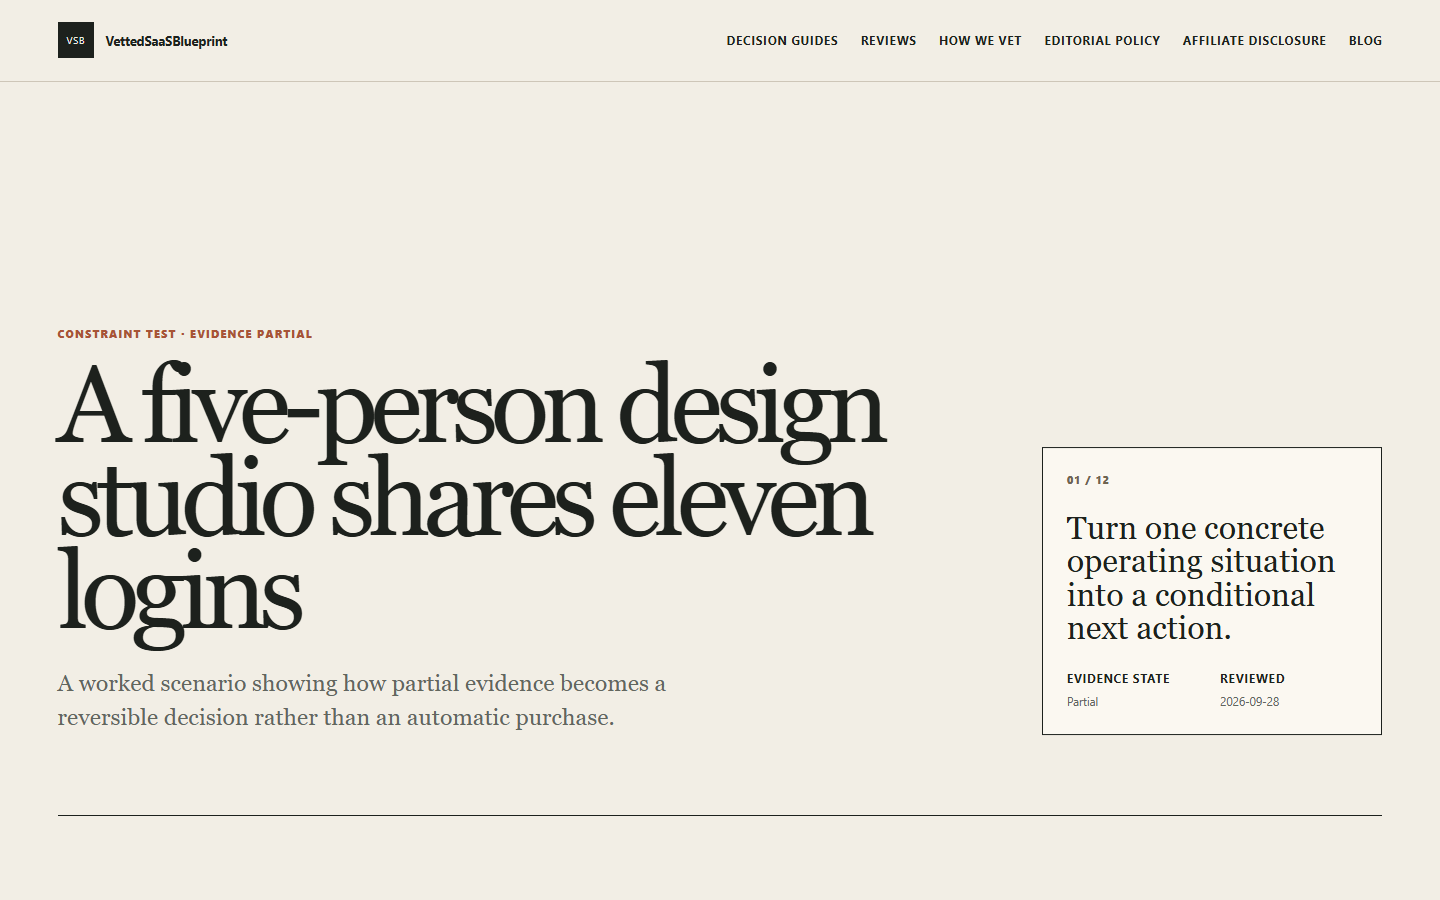 VSB
VettedSaaSBlueprint
DECISION GUIDES
REVIEWS
HOW WE VET
EDITORIAL POLICY
AFFILIATE DISCLOSURE
BLOG
CONSTRAINT TEST · EVIDENCE PARTIAL
A five-person design
studio shares eleven
logins
A worked scenario showing how partial evidence becomes a
reversible decision rather than an automatic purchase.
01 / 12
Turn one concrete
operating situation
into a conditional
next action.
EVIDENCE STATE
Partial
REVIEWED
2026-09-28